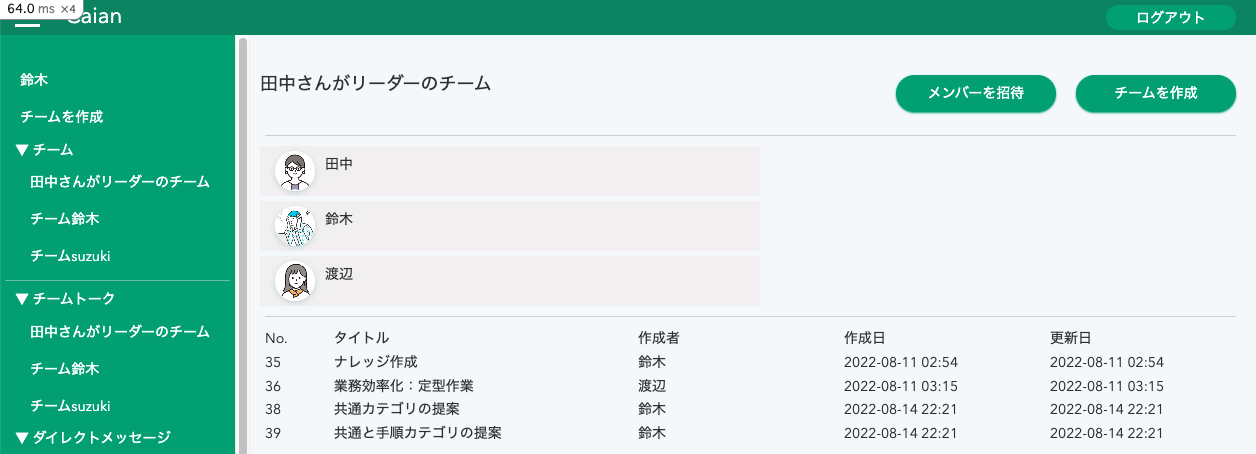 64.0 ms ×4
aian
ログアウト
鈴木
チームを作成
▼ チーム
田中さんがリーダーのチーム
チーム鈴木
チームsuzuki
▼ チームトーク
田中さんがリーダーのチーム
チーム鈴木
チームsuzuki
▼ ダイレクトメッセージ
田中さんがリーダーのチーム
メンバーを招待
チームを作成
田中
鈴木
渡辺
No. タイトル 作成者 作成日 更新日
35 ナレッジ作成 鈴木 2022-08-11 02:54 2022-08-11 02:54
36 業務効率化：定型作業 渡辺 2022-08-11 03:15 2022-08-11 03:15
38 共通カテゴリの提案 鈴木 2022-08-14 22:21 2022-08-14 22:21
39 共通と手順カテゴリの提案 鈴木 2022-08-14 22:21 2022-08-14 22:21